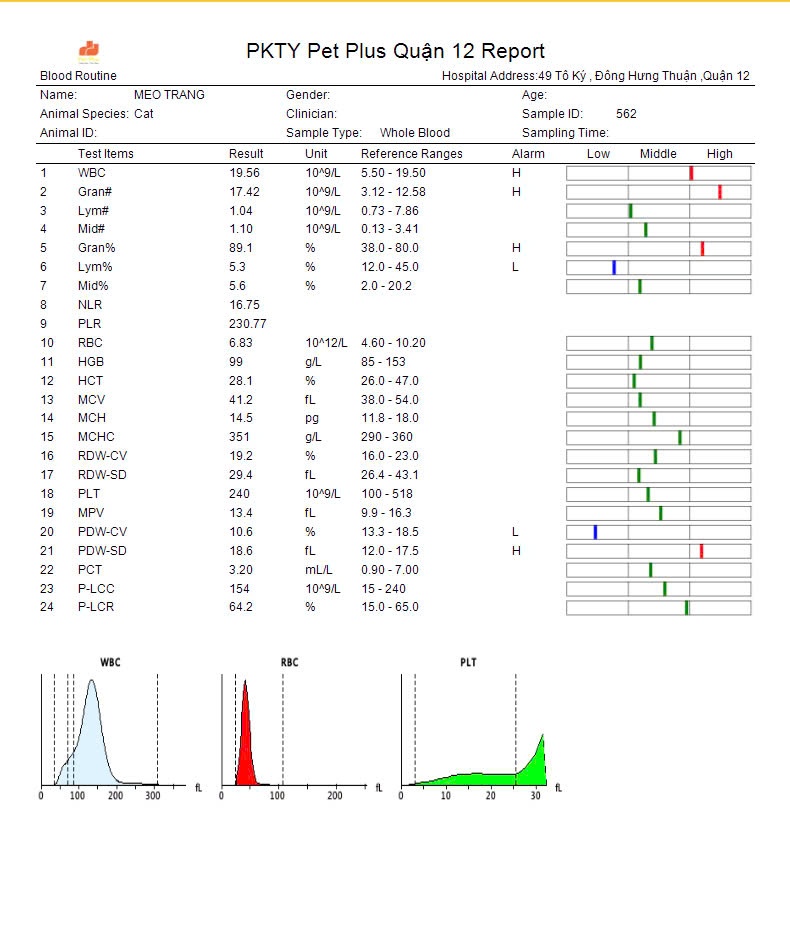 PKTY Pet Plus Quận 12 Report
Blood Routine Hospital Address:49 Tô Ký , Đông Hưng Thuận ,Quận 12
Name: MEO TRANG Gender: Age:
Animal Species: Cat Clinician: Sample ID: 562
Animal ID: Sample Type: Whole Blood Sampling Time:
Test Items Result Unit Reference Ranges Alarm Low Middle High
1 WBC 19.56 10^9/L 5.50 - 19.50 H
2 Gran# 17.42 10^9/L 3.12 - 12.58 H
3 Lym# 1.04 10^9/L 0.73 - 7.86
4 Mid# 1.10 10^9/L 0.13 - 3.41
5 Gran% 89.1 % 38.0 - 80.0 H
6 Lym% 5.3 % 12.0 - 45.0 L
7 Mid% 5.6 % 2.0 - 20.2
8 NLR 16.75
9 PLR 230.77
10 RBC 6.83 10^12/L 4.60 - 10.20
11 HGB 99 g/L 85 - 153
12 HCT 28.1 % 26.0 - 47.0
13 MCV 41.2 fL 38.0 - 54.0
14 MCH 14.5 pg 11.8 - 18.0
15 MCHC 351 g/L 290 - 360
16 RDW-CV 19.2 % 16.0 - 23.0
17 RDW-SD 29.4 fL 26.4 - 43.1
18 PLT 240 10^9/L 100 - 518
19 MPV 13.4 fL 9.9 - 16.3
20 PDW-CV 10.6 % 13.3 - 18.5 L
21 PDW-SD 18.6 fL 12.0 - 17.5 H
22 PCT 3.20 mL/L 0.90 - 7.00
23 P-LCC 154 10^9/L 15 - 240
24 P-LCR 64.2 % 15.0 - 65.0
WBC RBC PLT
0 100 200 300 fL 0 100 200 fL 0 10 20 30 fL